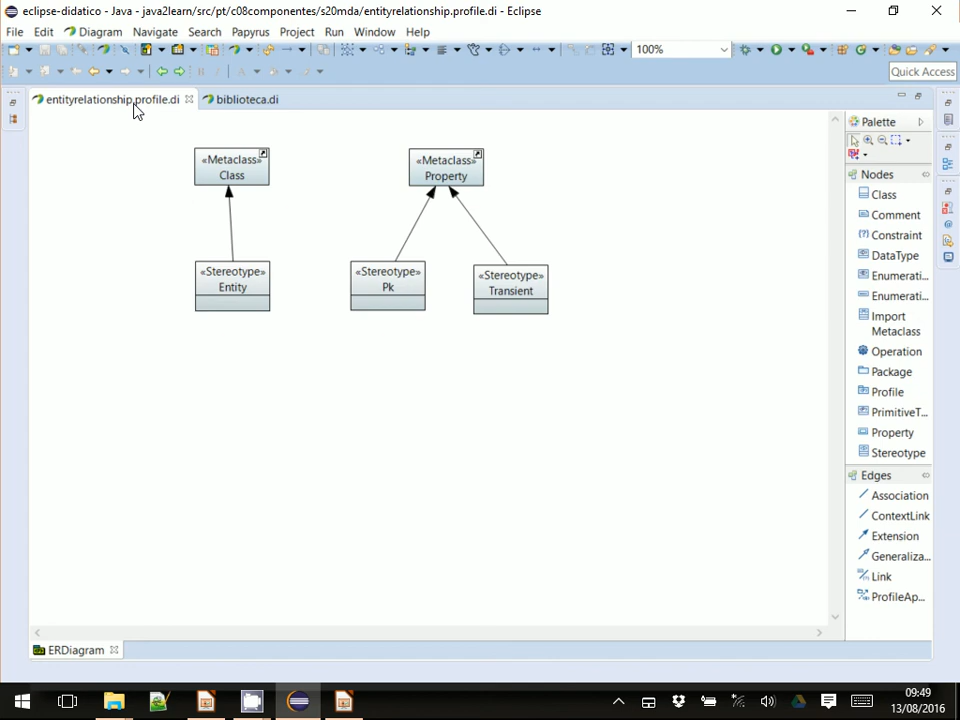 eclipse-didatico - Java - java2learn/src/pt/c08componentes/s20mda/entityrelationship.profile.di - Eclipse
File Edit Diagram Navigate Search Papyrus Project Run Window Help
100%
Quick Access
entityrelationship.profile.di
biblioteca.di
«Metaclass»
Class
«Metaclass»
Property
«Stereotype»
Entity
«Stereotype»
Pk
«Stereotype»
Transient
Palette
Nodes
Class
Comment
Constraint
DataType
Enumerati...
Enumerati...
Import
Metaclass
Operation
Package
Profile
PrimitiveT...
Property
Stereotype
Edges
Association
ContextLink
Extension
Generaliza...
Link
ProfileAp...
ERDiagram
09:49
13/08/2016